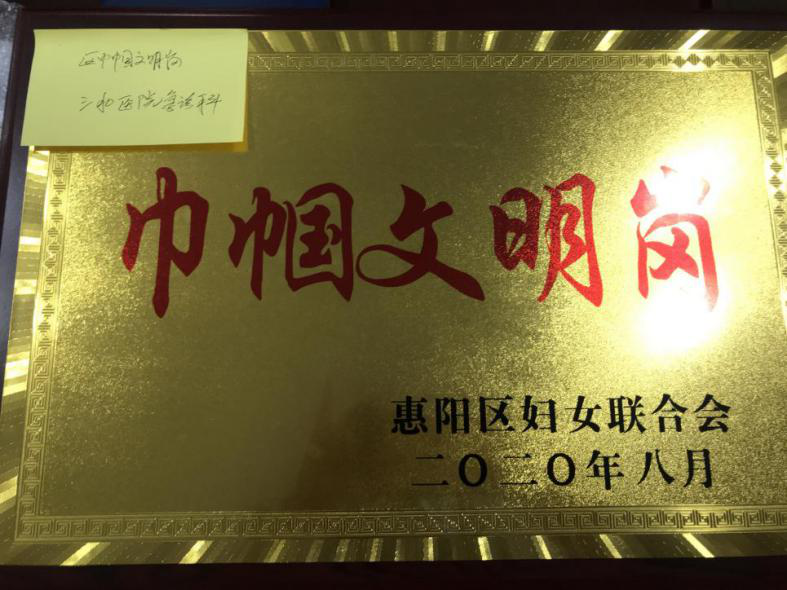 区巾帼文明岗
三和医院急诊科
巾帼文明岗
惠阳区妇女联合会
二〇二〇年八月